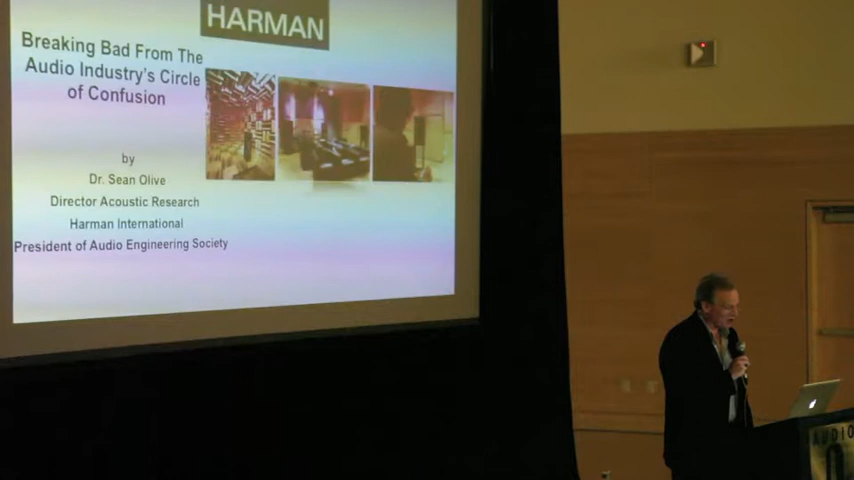 HARMAN
Breaking Bad From The
Audio Industry's Circle
of Confusion
by
Dr. Sean Olive
Director Acoustic Research
Harman International
President of Audio Engineering Society
AUDIO